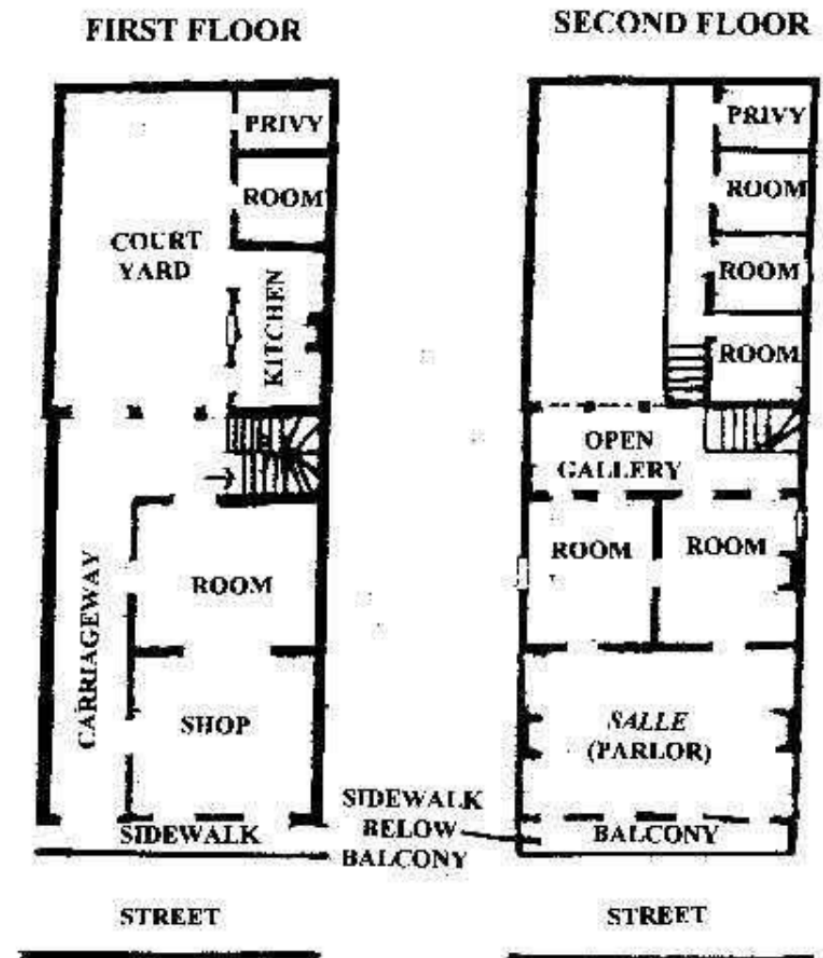 FIRST FLOOR
PRIVY
ROOM
COURT
YARD
KITCHEN
ROOM
CARRIAGEWAY
SHOP
SIDEWALK
STREET
SECOND FLOOR
PRIVY
ROOM
ROOM
ROOM
OPEN
GALLERY
ROOM
ROOM
SALLE
(PARLOR)
SIDEWALK
BELOW
BALCONY
BALCONY
STREET